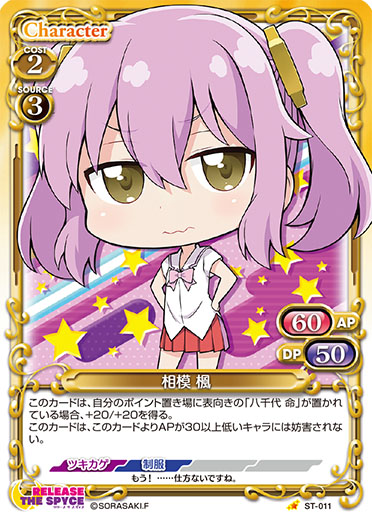 Character
COST
2
SOURCE
3
60 AP
DP 50
相模 楓
このカードは、自分のポイント置き場に表向きの「八千代 命」が置かれ
ている場合、+20/+20を得る。
このカードは、このカードよりAPが30以上低いキャラには妨害されな
い。
ツキカゲ 制服
もう! ……仕方ないですね。
RELEASE
THE SPYCE
©SORASAKI.F
ST-011